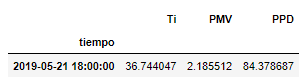 Ti PMV PPD
tiempo
2019-05-21 18:00:00 36.744047 2.185512 84.378687